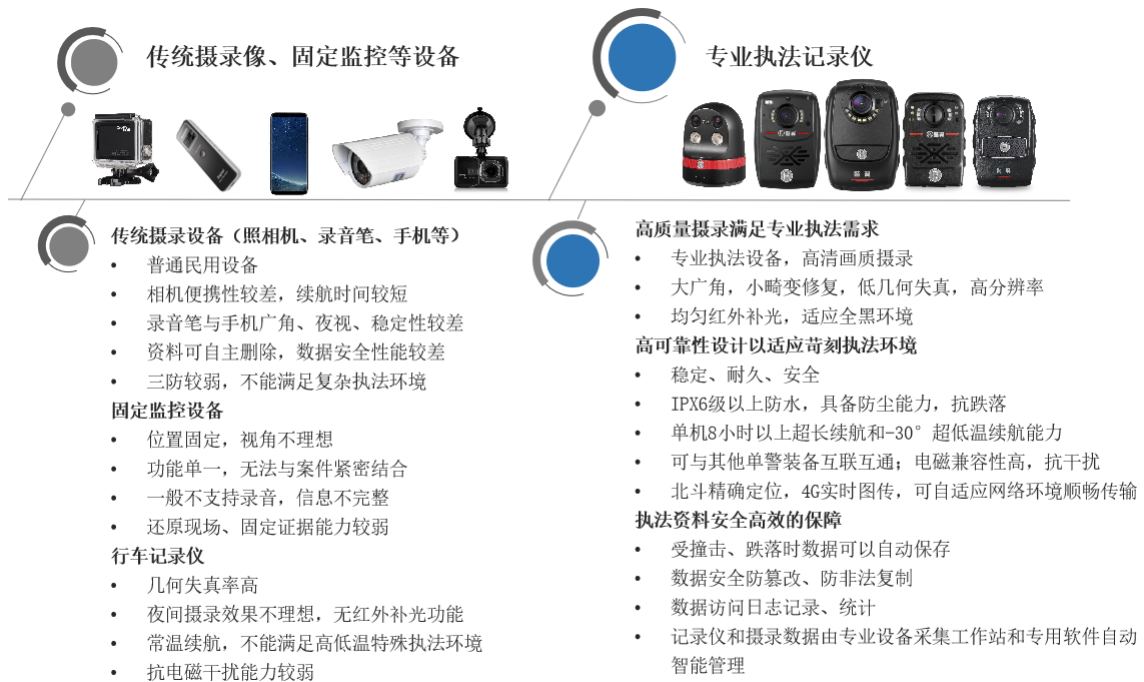 传统摄录像、固定监控等设备
传统摄录设备（照相机、录音笔、手机等）
• 普通民用设备
• 相机便携性较差，续航时间较短
• 录音笔与手机广角、夜视、稳定性较差
• 资料可自主删除，数据安全性能较差
• 三防较弱，不能满足复杂执法环境
固定监控设备
• 位置固定，视角不理想
• 功能单一，无法与案件紧密结合
• 一般不支持录音，信息不完整
• 还原现场、固定证据能力较弱
行车记录仪
• 几何失真率高
• 夜间摄录效果不理想，无红外补光功能
• 常温续航，不能满足高低温特殊执法环境
• 抗电磁干扰能力较弱
专业执法记录仪
高质量摄录满足专业执法需求
• 专业执法设备，高清画质摄录
• 大广角，小畸变修复，低几何失真，高分辨率
• 均匀红外补光，适应全黑环境
高可靠性设计以适应苛刻执法环境
• 稳定、耐久、安全
• IPX6级以上防水，具备防尘能力，抗跌落
• 单机8小时以上超长续航和-30°超低温续航能力
• 可与其他单警装备互联互通；电磁兼容性高，抗干扰
• 北斗精确定位，4G实时图传，可自适应网络环境顺畅传输
执法资料安全高效的保障
• 受撞击、跌落时数据可以自动保存
• 数据安全防篡改、防非法复制
• 数据访问日志记录、统计
• 记录仪和摄录数据由专业设备采集工作站和专用软件自动
智能管理